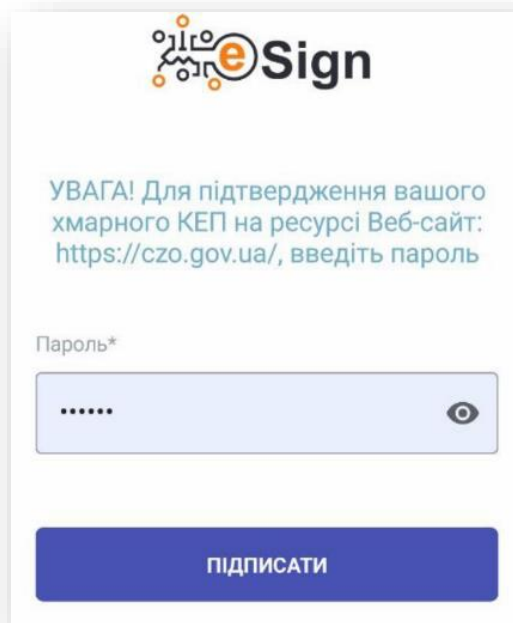 eSign
УВАГА! Для підтвердження вашого
хмарного КЕП на ресурсі Веб-сайт:
https://czo.gov.ua/, введіть пароль
Пароль*
••••••
ПІДПИСАТИ